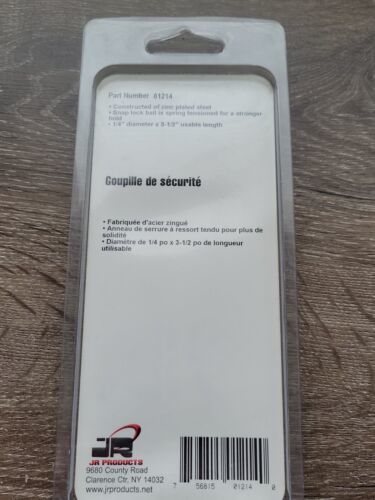 Part Number 01214
• Constructed of zinc plated steel
• Snap lock bail is spring tensioned for a stronger
hold
• 1/4" diameter x 3-1/2" usable length
Goupille de sécurité
• Fabriquée d'acier zingué
• Anneau de serrure à ressort tendu pour plus de
solidité
• Diamètre de 1/4 po x 3-1/2 po de longueur
utilisable
JR
JR PRODUCTS
9680 County Road
Clarence Ctr, NY 14032
www.jrproducts.net
7 56815 01214 0